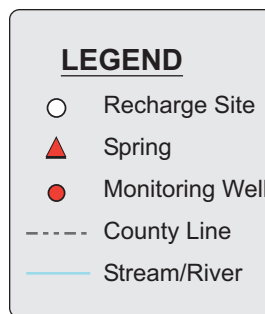 LEGEND
Recharge Site
Spring
Monitoring Well
County Line
Stream/River